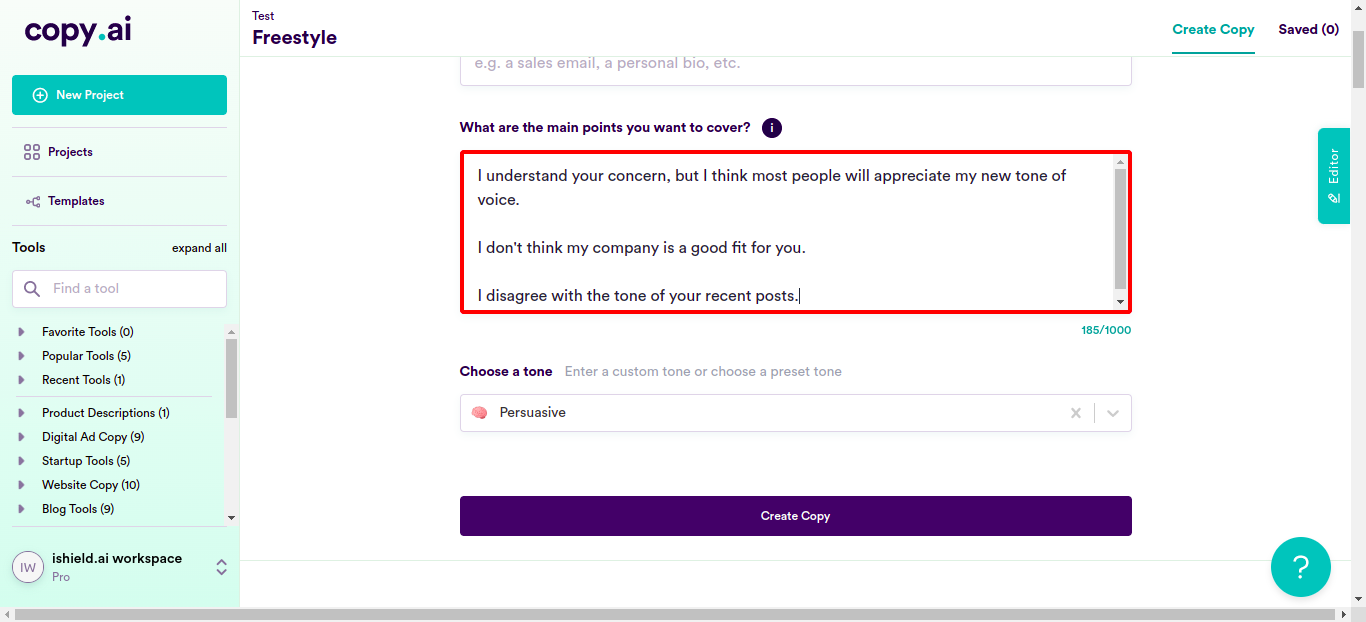 copy.ai
New Project
Projects
Templates
Tools
expand all
Find a tool
Favorite Tools (0)
Popular Tools (5)
Recent Tools (1)
Product Descriptions (1)
Digital Ad Copy (9)
Startup Tools (5)
Website Copy (10)
Blog Tools (9)
IW
ishield.ai workspace
Pro
Test
Freestyle
Create Copy
Saved (0)
e.g. a sales email, a personal bio, etc.
What are the main points you want to cover?
i
I understand your concern, but I think most people will appreciate my new tone of
voice.
I don't think my company is a good fit for you.
I disagree with the tone of your recent posts.
185/1000
Choose a tone
Enter a custom tone or choose a preset tone
Persuasive
Create Copy
Editor
?